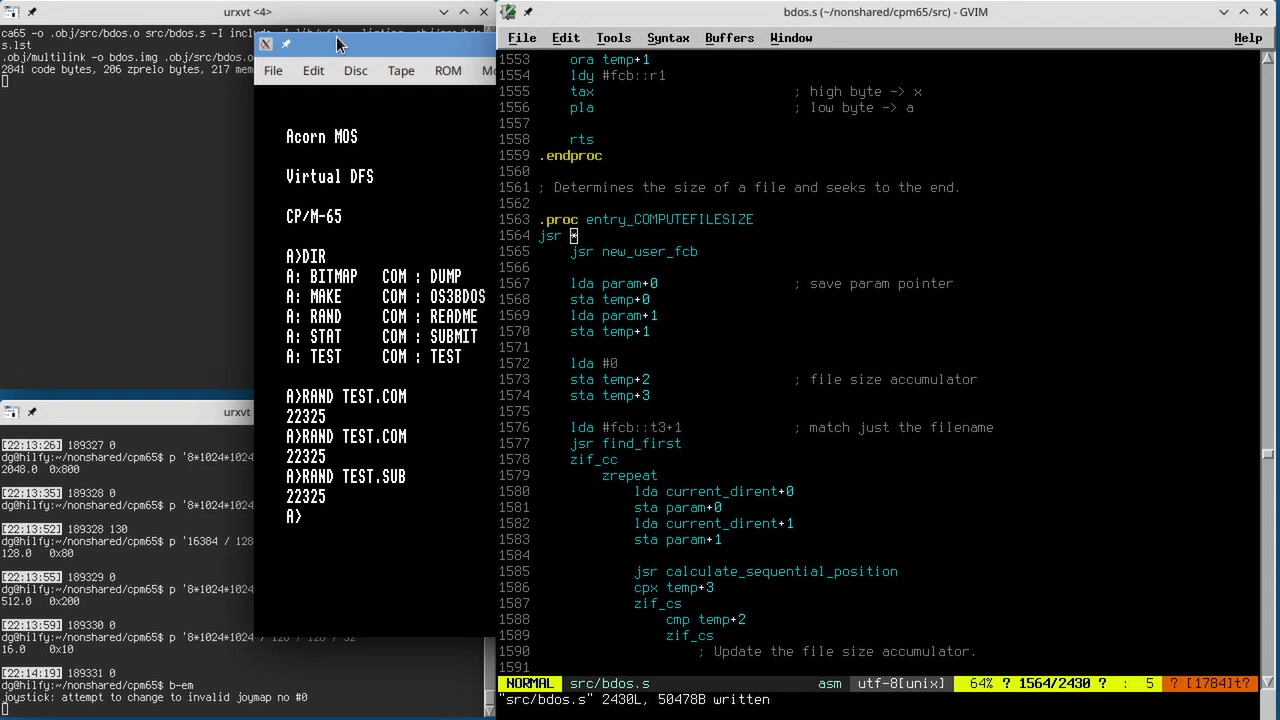 urxvt <4>
ca65 -o .obj/src/bdos.o src/bdos.s -I
s.lst
.obj/multilink -o bdos.img .obj/src/bdos.
2841 code bytes, 206 zprelo bytes, 217 mem
File Edit Disc Tape ROM
Acorn MOS
Virtual DFS
CP/M-65
A>DIR
A: BITMAP COM : DUMP
A: MAKE COM : OS3BDOS
A: RAND COM : README
A: STAT COM : SUBMIT
A: TEST COM : TEST
A>RAND TEST.COM
22325
A>RAND TEST.COM
22325
A>RAND TEST.SUB
22325
A>
urxvt
[22:13:26] 189327 0
dg@hilfy:~/nonshared/cpm65$ p '8*1024*1024
2048.0 0x800
[22:13:35] 189328 0
dg@hilfy:~/nonshared/cpm65$ p '8*1024*1024
[22:13:52] 189328 130
dg@hilfy:~/nonshared/cpm65$ p '16384 / 128
128.0 0x80
[22:13:55] 189329 0
dg@hilfy:~/nonshared/cpm65$ p '8*1024*1024
512.0 0x200
[22:13:59] 189330 0
dg@hilfy:~/nonshared/cpm65$ p '8*1024*1024 / 128 / 128 / 32
16.0 0x10
[22:14:19] 189331 0
dg@hilfy:~/nonshared/cpm65$ b-em
joystick: attempt to change to invalid joymap no #0
bdos.s (~/nonshared/cpm65/src) - GVIM
File Edit Tools Syntax Buffers Window Help
1553 ora temp+1
1554 ldy #fcb::r1
1555 tax ; high byte -> x
1556 pla ; low byte -> a
1557
1558 rts
1559 .endproc
1560
1561 ; Determines the size of a file and seeks to the end.
1562
1563 .proc entry_COMPUTEFILESIZE
1564 jsr *
1565 jsr new_user_fcb
1566
1567 lda param+0 ; save param pointer
1568 sta temp+0
1569 lda param+1
1570 sta temp+1
1571
1572 lda #0
1573 sta temp+2 ; file size accumulator
1574 sta temp+3
1575
1576 lda #fcb::t3+1 ; match just the filename
1577 jsr find_first
1578 zif_cc
1579 zrepeat
1580 lda current_dirent+0
1581 sta param+0
1582 lda current_dirent+1
1583 sta param+1
1584
1585 jsr calculate_sequential_position
1586 cpx temp+3
1587 zif_cs
1588 cmp temp+2
1589 zif_cs
1590 ; Update the file size accumulator.
1591
NORMAL src/bdos.s asm utf-8[unix] 64% ? 1564/2430 ? : 5 ? [1784]t?
"src/bdos.s" 2430L, 50478B written